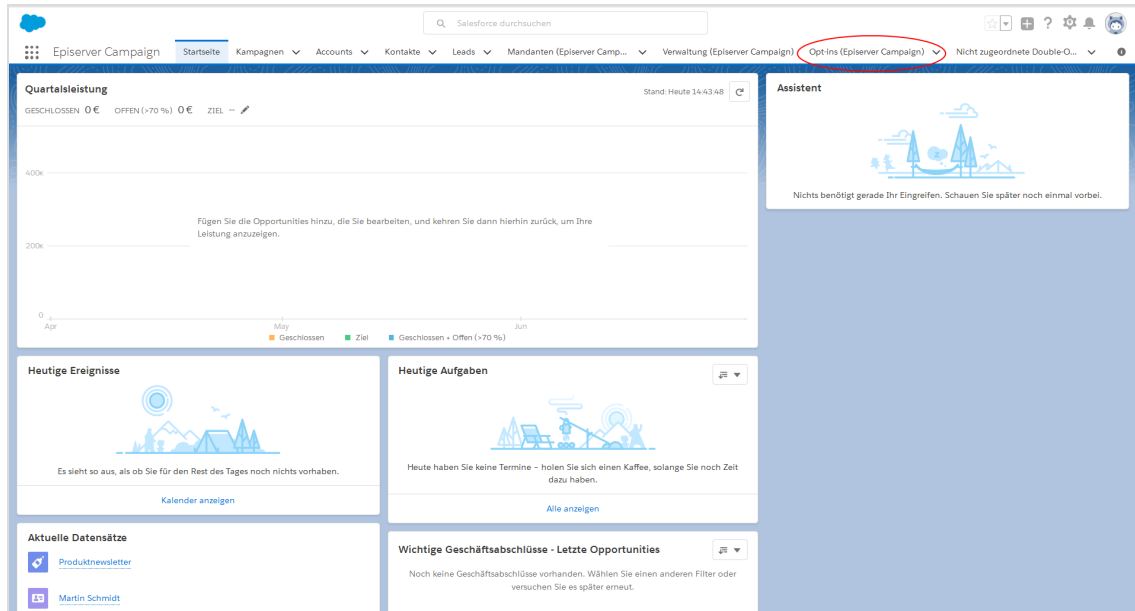 Salesforce durchsuchen
Episerver Campaign Startseite Kampagnen Accounts Kontakte Leads Mandanten (Episerver Camp... Verwaltung (Episerver Campaign) Opt-ins (Episerver Campaign) Nicht zugeordnete Double-O...
Quartalsleistung
Stand: Heute 14:43:48
GESCHLOSSEN 0 € OFFEN (>70 %) 0 € ZIEL --
400K
Fügen Sie die Opportunities hinzu, die Sie bearbeiten, und kehren Sie dann hierhin zurück, um Ihre
Leistung anzuzeigen.
200K
0
Apr May Jun
Geschlossen Ziel Geschlossen + Offen (>70 %)
Assistent
Nichts benötigt gerade Ihr Eingreifen. Schauen Sie später noch einmal vorbei.
Heutige Ereignisse
Es sieht so aus, als ob Sie für den Rest des Tages noch nichts vorhaben.
Kalender anzeigen
Heutige Aufgaben
Heute haben Sie keine Termine – holen Sie sich einen Kaffee, solange Sie noch Zeit
dazu haben.
Alle anzeigen
Aktuelle Datensätze
Produktnewsletter
Martin Schmidt
Wichtige Geschäftsabschlüsse - Letzte Opportunities
Noch keine Geschäftsabschlüsse vorhanden. Wählen Sie einen anderen Filter oder
versuchen Sie es später erneut.